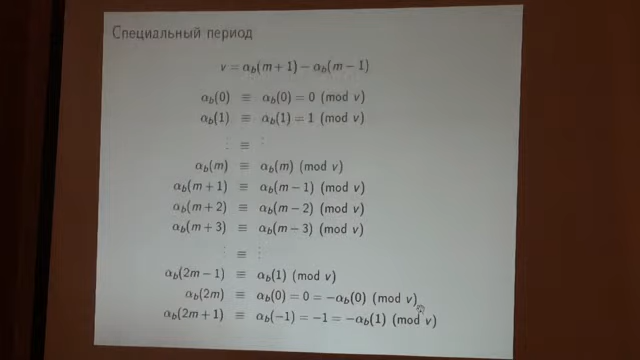 Специальный период
v = α_b(m + 1) − α_b(m − 1)
α_b(0) ≡ α_b(0) = 0 (mod v)
α_b(1) ≡ α_b(1) = 1 (mod v)
⋮ ≡ ⋮
α_b(m) ≡ α_b(m) (mod v)
α_b(m + 1) ≡ α_b(m − 1) (mod v)
α_b(m + 2) ≡ α_b(m − 2) (mod v)
α_b(m + 3) ≡ α_b(m − 3) (mod v)
⋮ ≡ ⋮
α_b(2m − 1) ≡ α_b(1) (mod v)
α_b(2m) ≡ α_b(0) = 0 = −α_b(0) (mod v)
α_b(2m + 1) ≡ α_b(−1) = −1 = −α_b(1) (mod v)